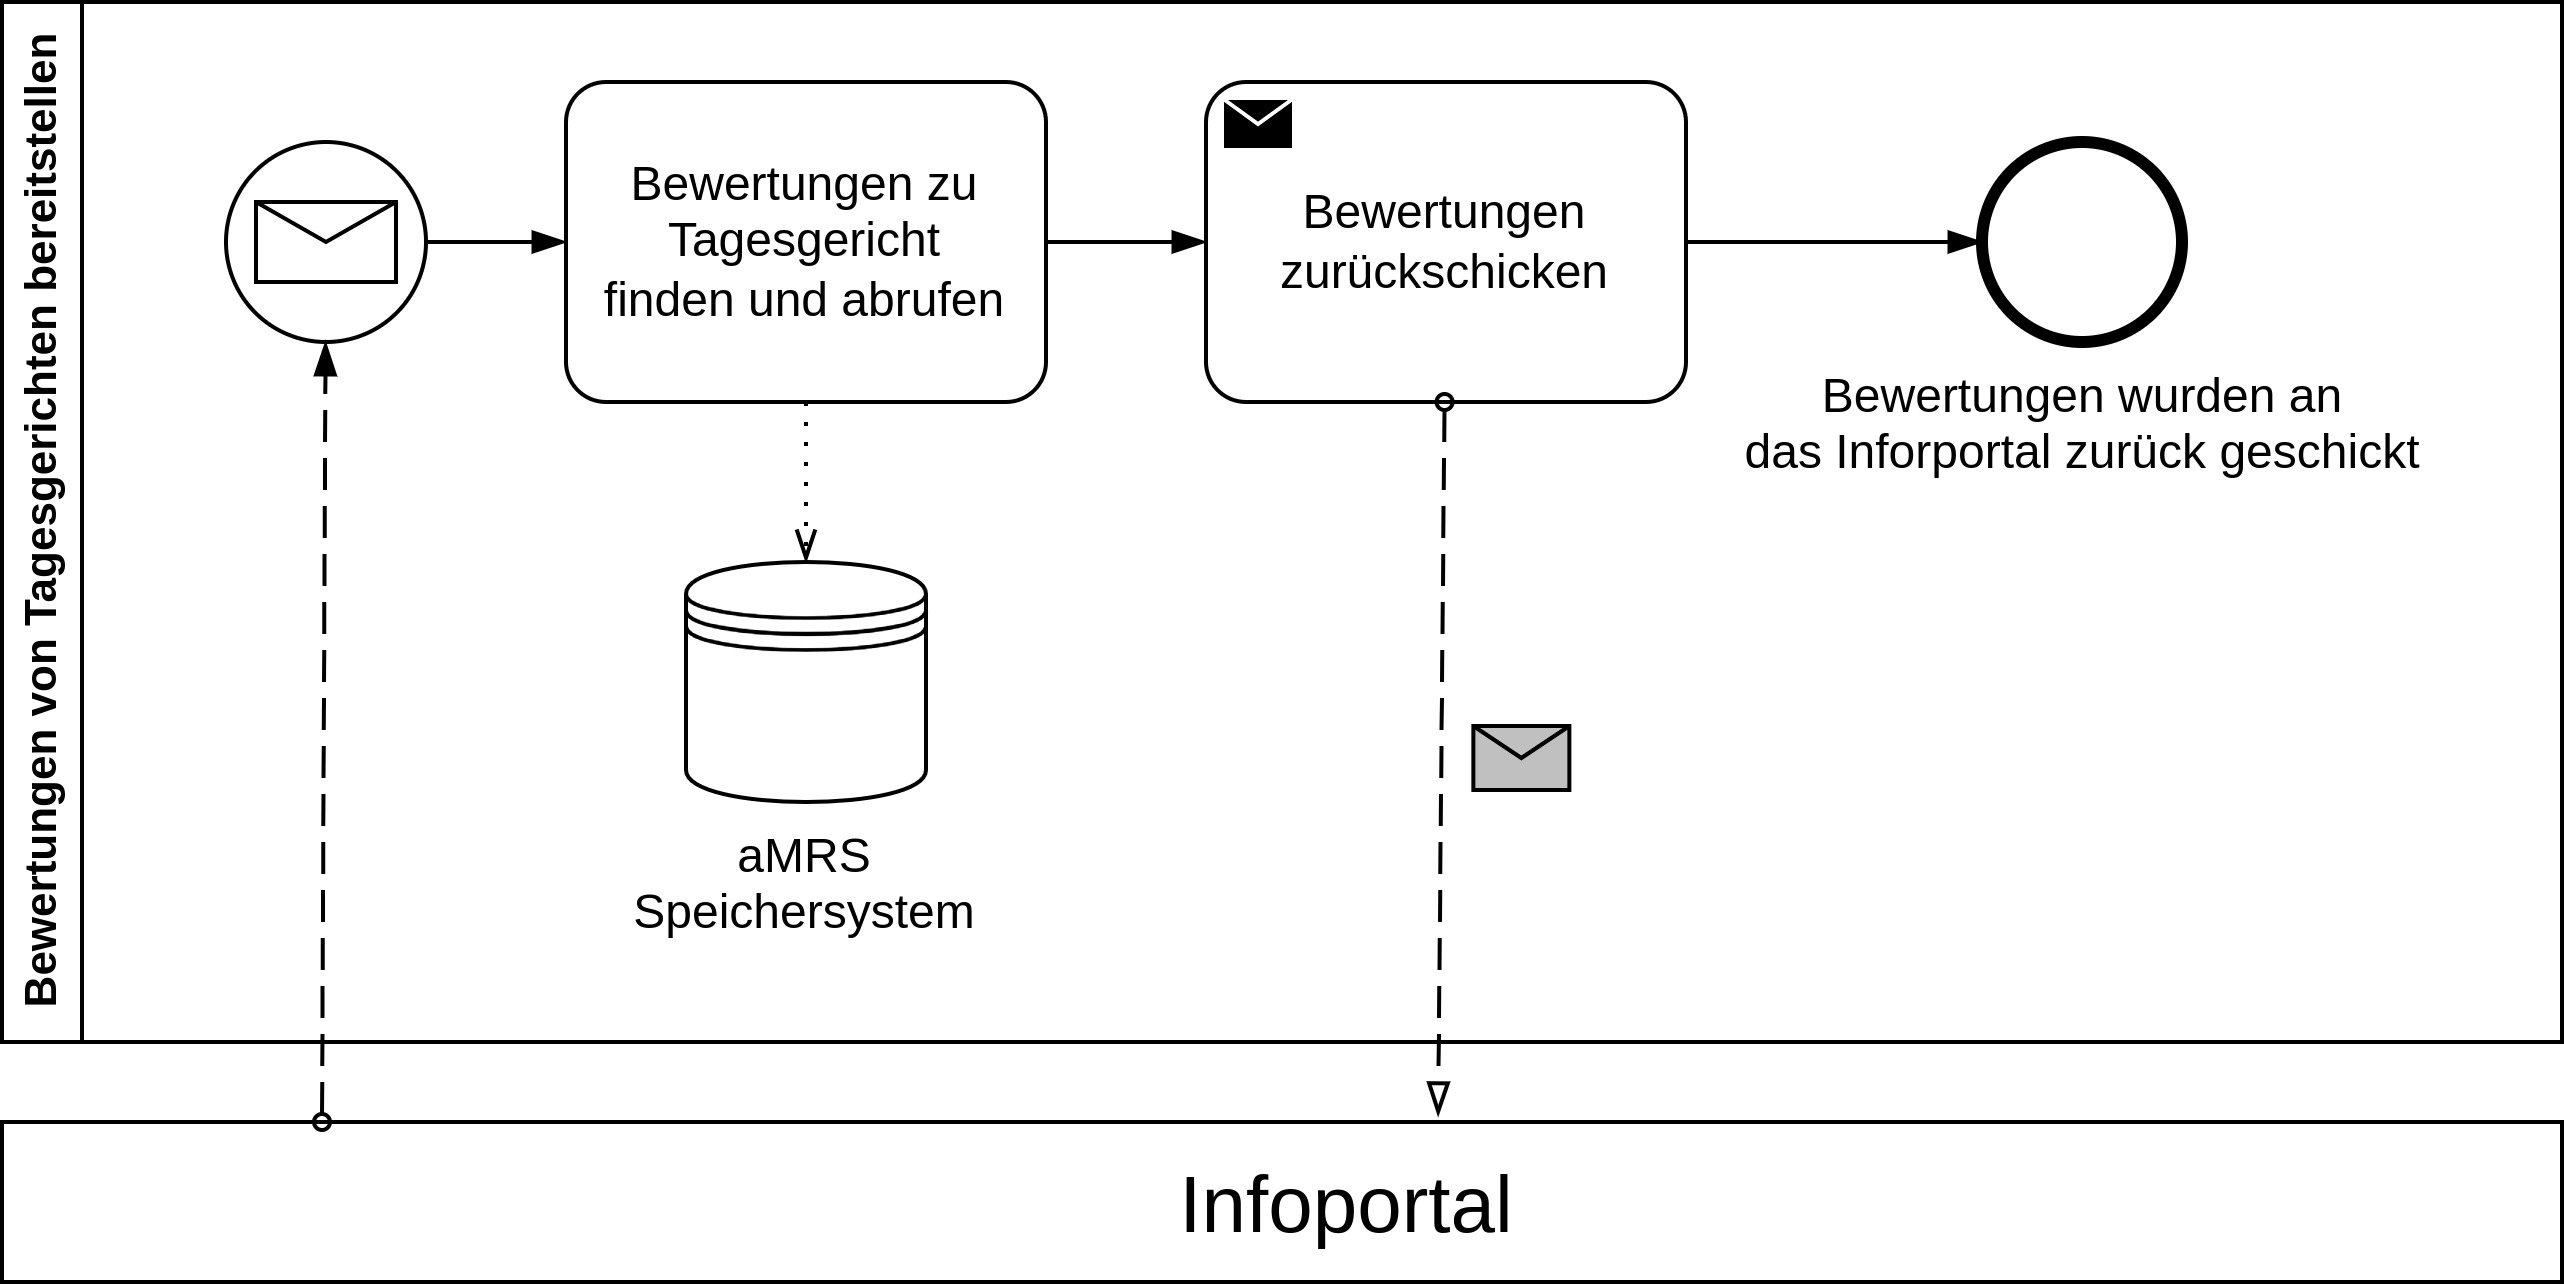 Bewertungen von Tagesgerichten bereitstellen
Bewertungen zu
Tagesgericht
finden und abrufen
Bewertungen
zurückschicken
Bewertungen wurden an
das Inforportal zurück geschickt
aMRS
Speichersystem
Infoportal